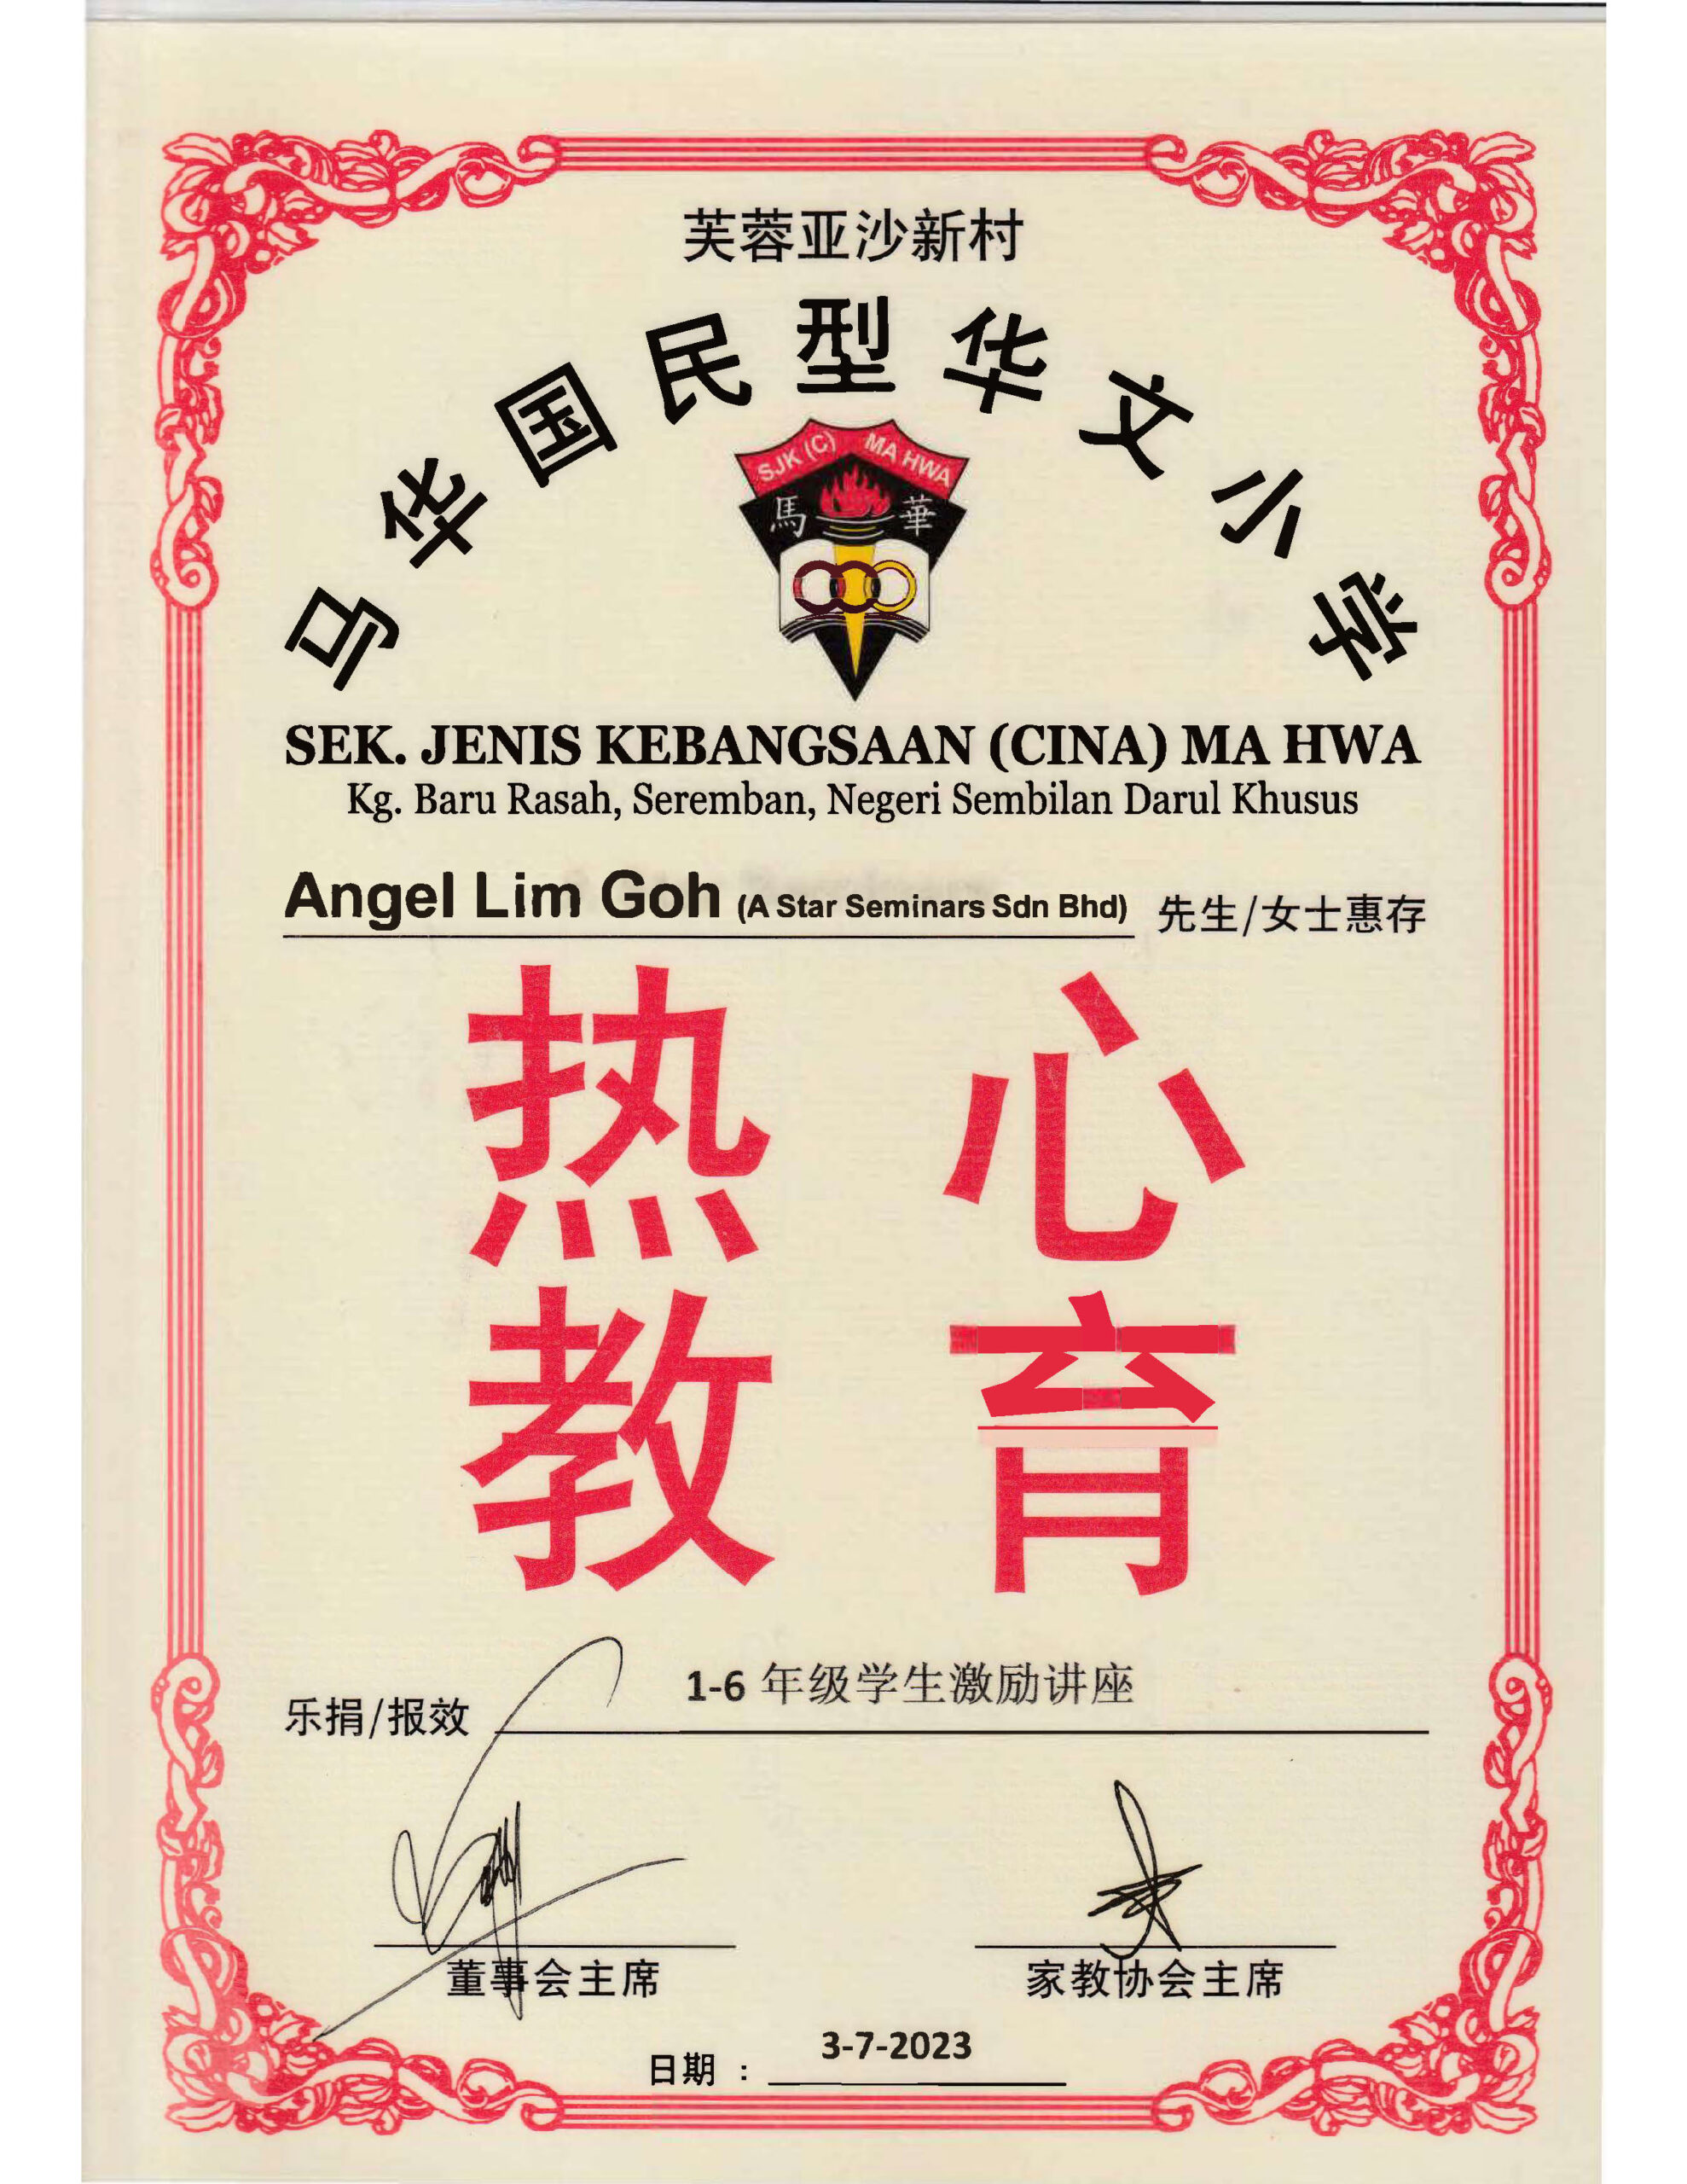 芙蓉亚沙新村
马华国民型华文小学
SJK (C) MA HWA
馬 華
SEK. JENIS KEBANGSAAN (CINA) MA HWA
Kg. Baru Rasah, Seremban, Negeri Sembilan Darul Khusus
Angel Lim Goh (A Star Seminars Sdn Bhd) 先生/女士惠存
热心
教育
乐捐/报效 1-6 年级学生激励讲座
董事会主席 家教协会主席
日期 : 3-7-2023